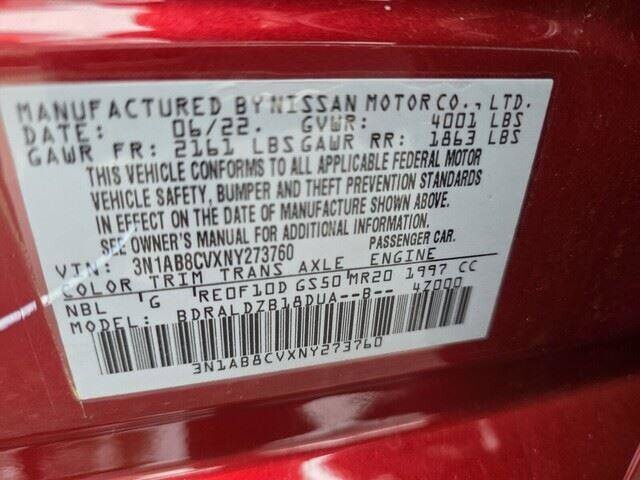 MANUFACTURED BY NISSAN MOTOR CO., LTD.
DATE: 06/22. GVWR: 4001 LBS
GAWR FR: 2161 LBS GAWR RR: 1863 LBS
THIS VEHICLE CONFORMS TO ALL APPLICABLE FEDERAL MOTOR
VEHICLE SAFETY, BUMPER AND THEFT PREVENTION STANDARDS
IN EFFECT ON THE DATE OF MANUFACTURE SHOWN ABOVE.
SEE OWNER'S MANUAL FOR ADDITIONAL INFORMATION.
VIN: 3N1AB8CVXNY273760 PASSENGER CAR.
COLOR TRIM TRANS AXLE ENGINE
NBL G RE0F10D GS50 MR20 1997 CC
MODEL: BDRALDZB18DUA--B-- 47000
3N1AB8CVXNY273760